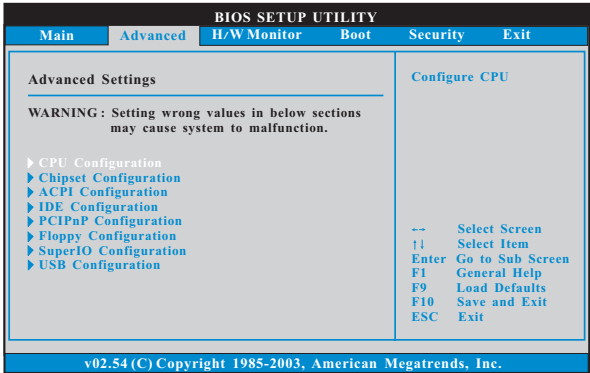 BIOS SETUP UTILITY
Main Advanced H/W Monitor Boot Security Exit
Advanced Settings
WARNING : Setting wrong values in below sections
may cause system to malfunction.
CPU Configuration
Chipset Configuration
ACPI Configuration
IDE Configuration
PCIPnP Configuration
Floppy Configuration
SuperIO Configuration
USB Configuration
Configure CPU
←→ Select Screen
↑↓ Select Item
Enter Go to Sub Screen
F1 General Help
F9 Load Defaults
F10 Save and Exit
ESC Exit
v02.54 (C) Copyright 1985-2003, American Megatrends, Inc.